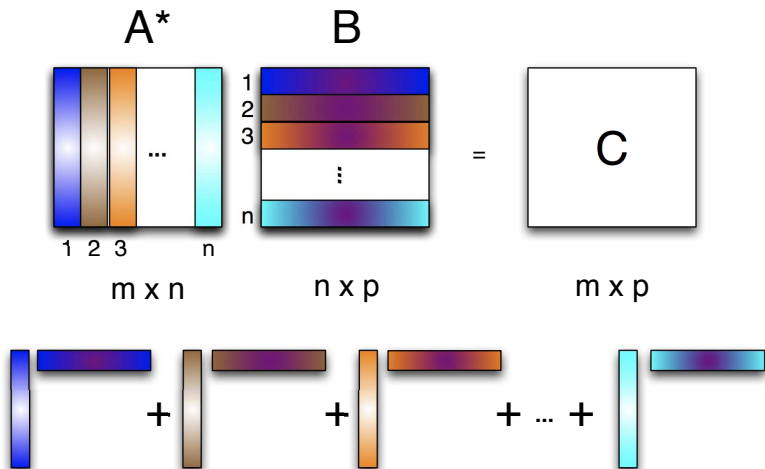 A* B
1
2
3
...
...
=
C
n
1 2 3 n
m x n n x p m x p
+ + + ... +